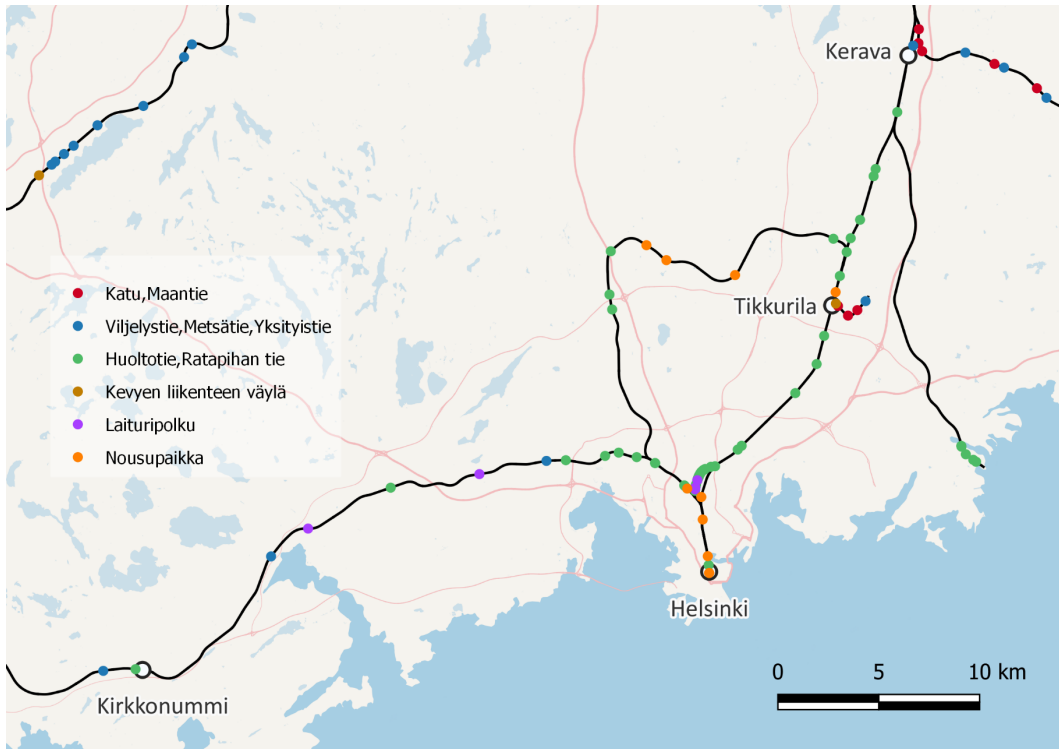 Kerava
Tikkurila
Katu,Maantie
Viljelystie,Metsätie,Yksityistie
Huoltotie,Ratapihan tie
Kevyen liikenteen väylä
Laituripolku
Nousupaikka
Helsinki
Kirkkonummi
0 5 10 km